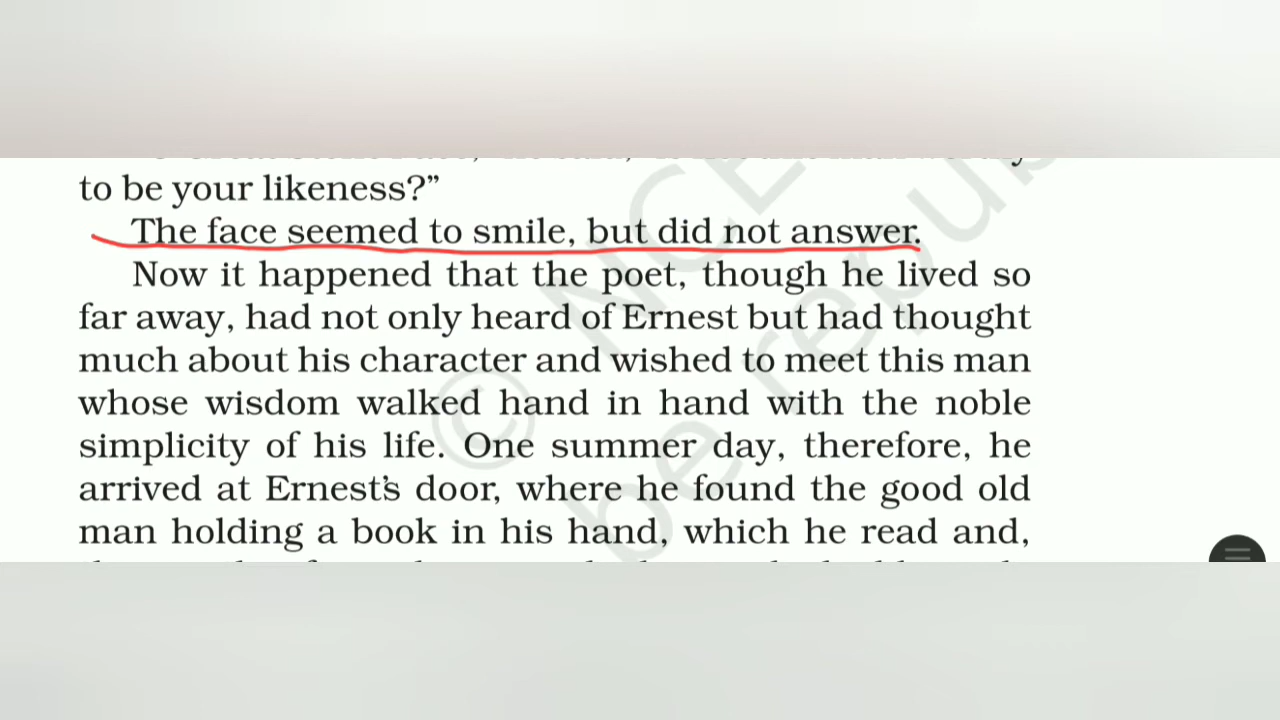 to be your likeness?”
The face seemed to smile, but did not answer.
Now it happened that the poet, though he lived so
far away, had not only heard of Ernest but had thought
much about his character and wished to meet this man
whose wisdom walked hand in hand with the noble
simplicity of his life. One summer day, therefore, he
arrived at Ernest’s door, where he found the good old
man holding a book in his hand, which he read and,
© NCE
be repub